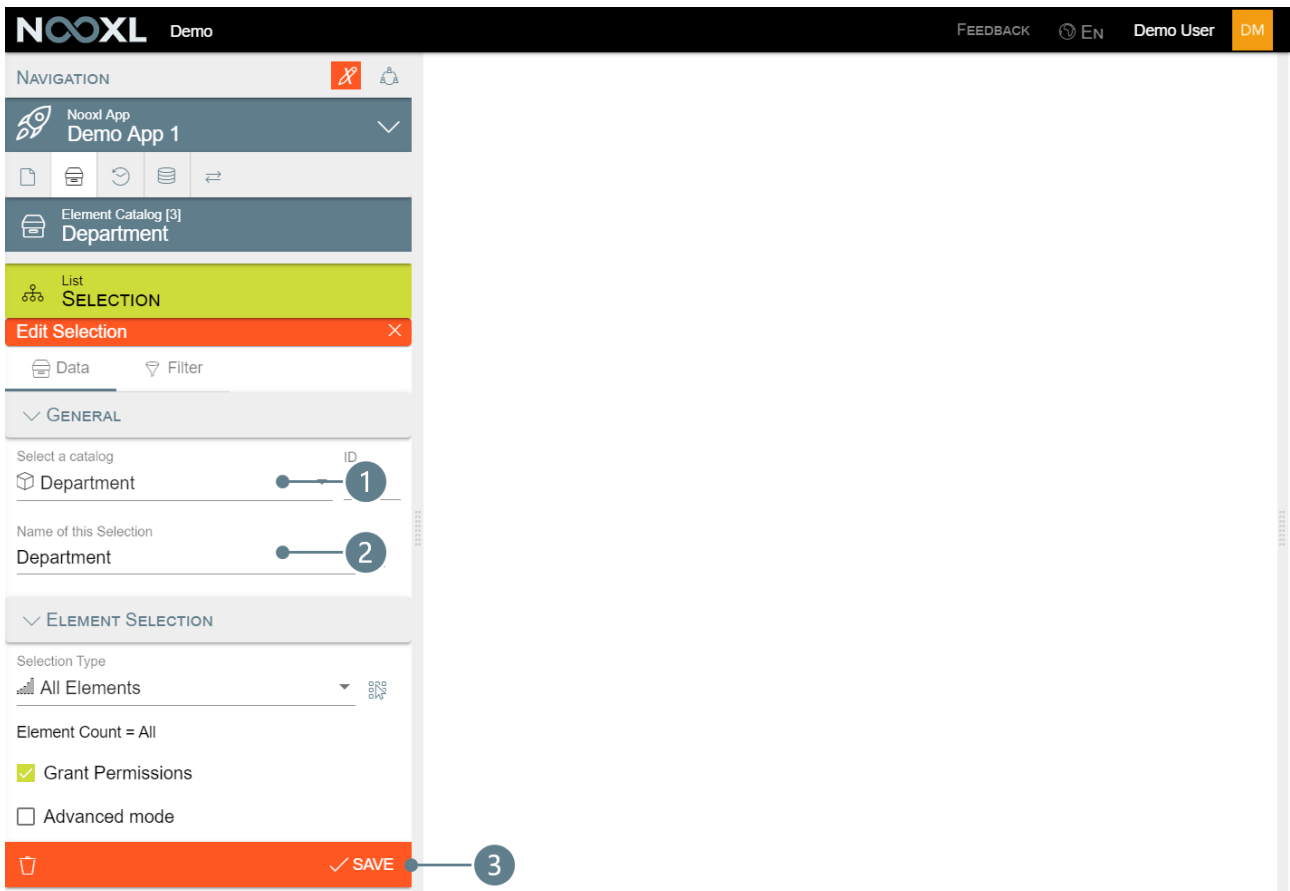 NOOXL Demo FEEDBACK EN Demo User DM
NAVIGATION
Nooxl App
Demo App 1
Element Catalog [3]
Department
List
SELECTION
Edit Selection
Data Filter
GENERAL
Select a catalog ID
Department 1
Name of this Selection
Department 2
ELEMENT SELECTION
Selection Type
All Elements
Element Count = All
Grant Permissions
Advanced mode
SAVE 3